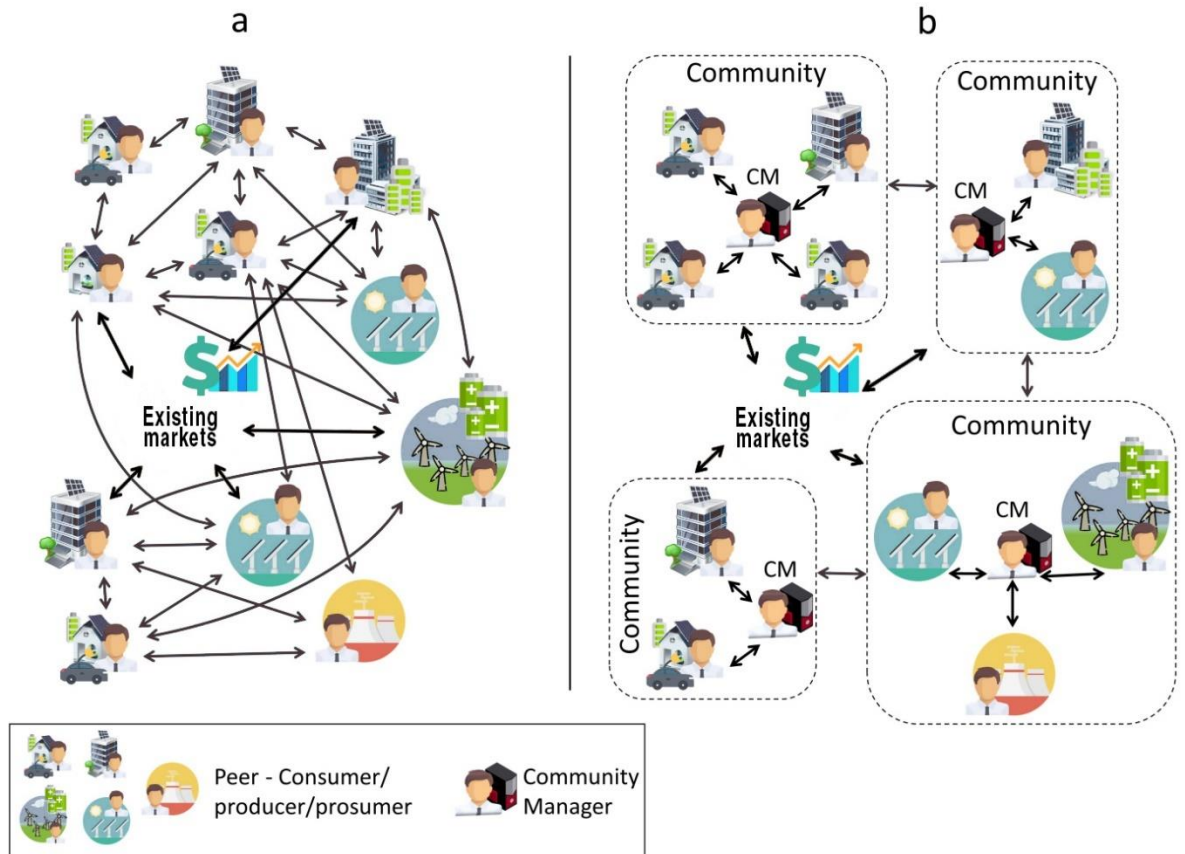 a
b
Existing
markets
Community
CM
Community
CM
Existing
markets
Community
CM
Community
CM
Peer - Consumer/
producer/prosumer
Community
Manager